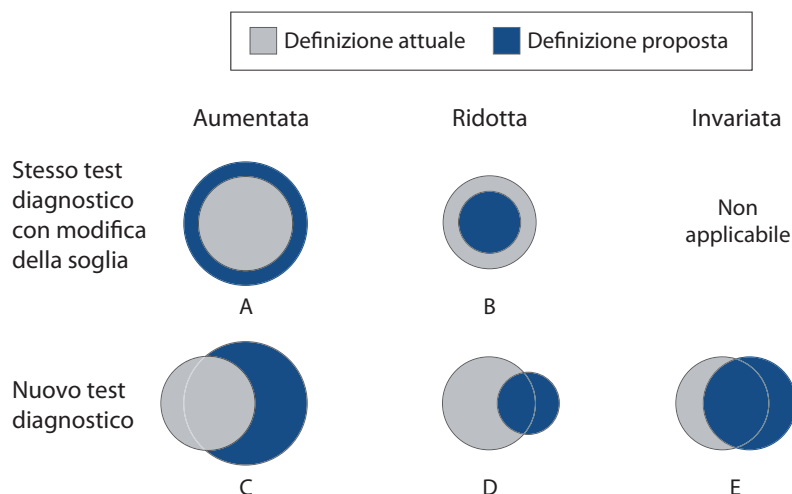 Definizione attuale Definizione proposta
Aumentata Ridotta Invariata
Stesso test
diagnostico
con modifica
della soglia
Non
applicabile
A B
Nuovo test
diagnostico
C D E